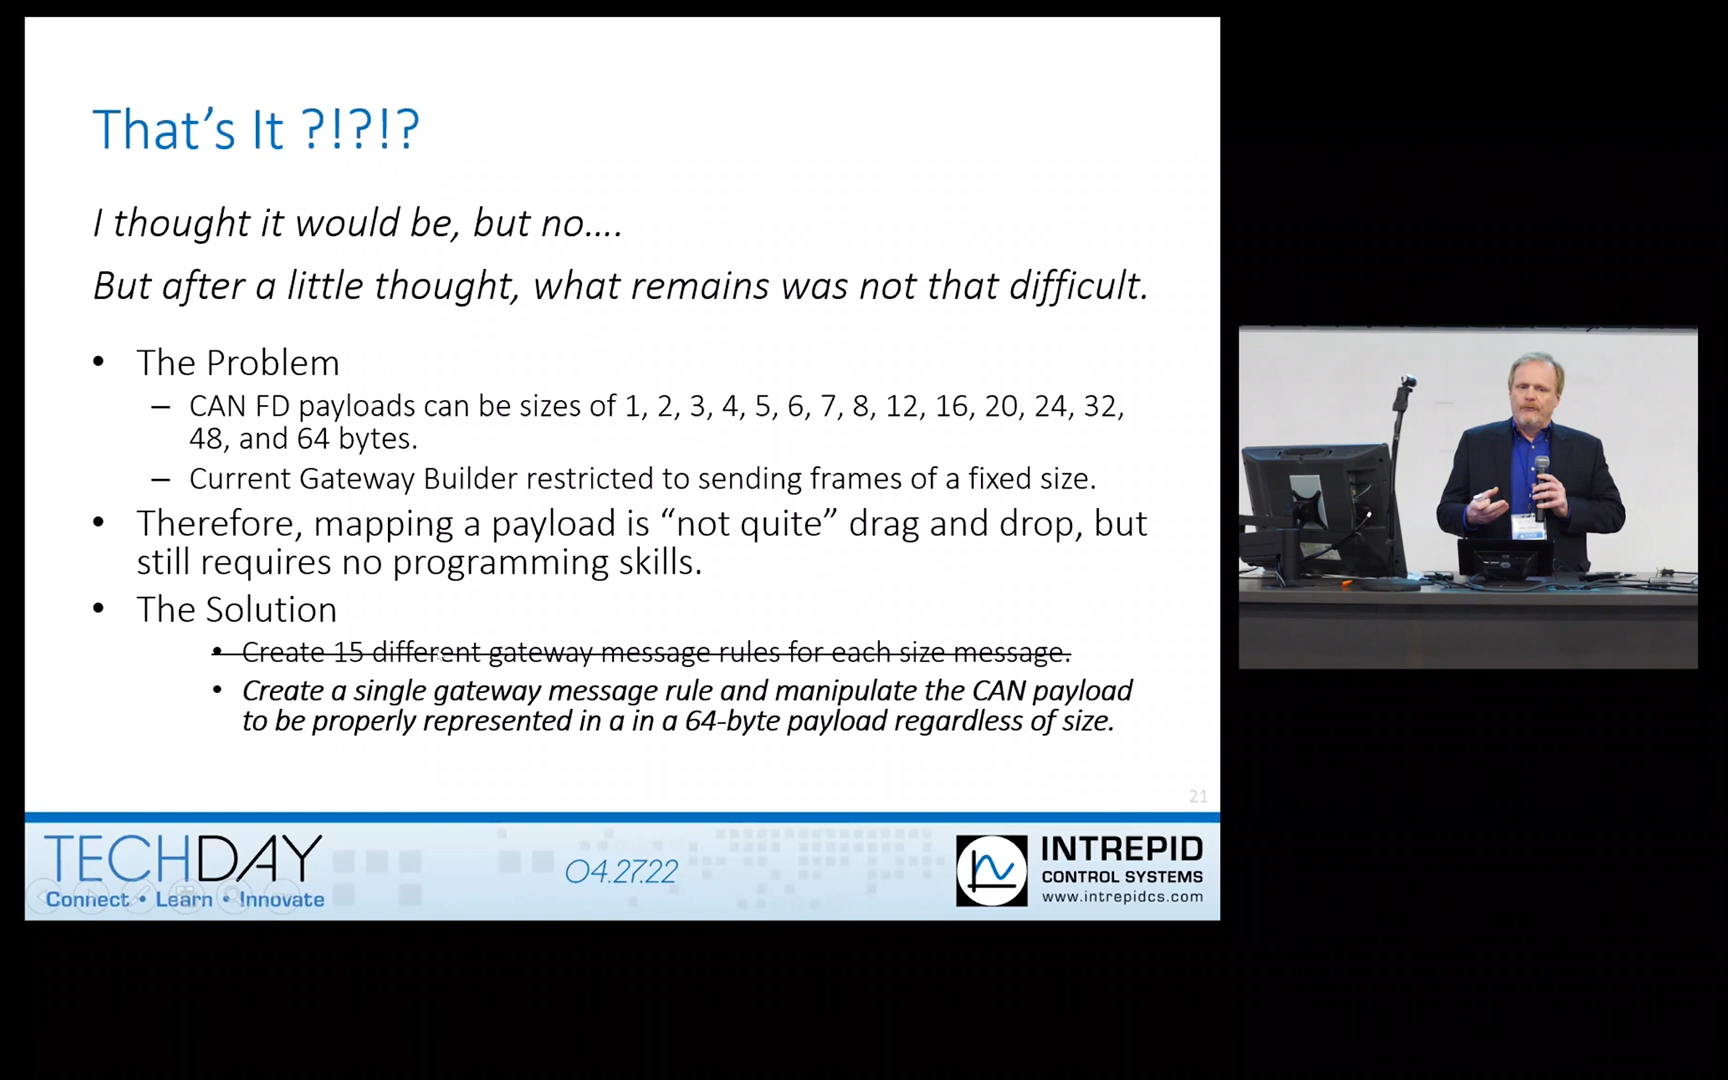 That’s It ?!?!?
I thought it would be, but no....
But after a little thought, what remains was not that difficult.
• The Problem
– CAN FD payloads can be sizes of 1, 2, 3, 4, 5, 6, 7, 8, 12, 16, 20, 24, 32,
48, and 64 bytes.
– Current Gateway Builder restricted to sending frames of a fixed size.
• Therefore, mapping a payload is “not quite” drag and drop, but
still requires no programming skills.
• The Solution
• Create 15 different gateway message rules for each size message.
• Create a single gateway message rule and manipulate the CAN payload
to be properly represented in a in a 64-byte payload regardless of size.
21
TECHDAY
Connect • Learn • Innovate
04.27.22
INTREPID
CONTROL SYSTEMS
www.intrepidcs.com